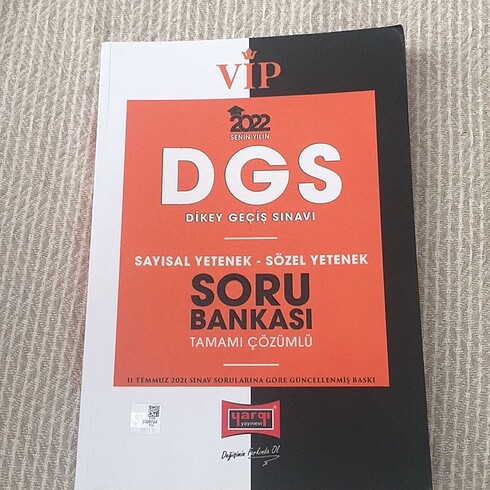 VİP
2022
SENİN YILIN
DGS
DİKEY GEÇİŞ SINAVI
SAYISAL YETENEK - SÖZEL YETENEK
SORU
BANKASI
TAMAMI ÇÖZÜMLÜ
11 TEMMUZ 2021 SINAV SORULARINA GÖRE GÜNCELLENMİŞ BASKI
yargı
yayınevi
Değişimin Farkında Ol